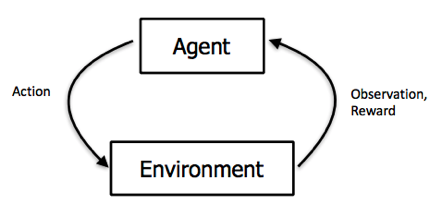 Agent
Action
Observation,
Reward
Environment